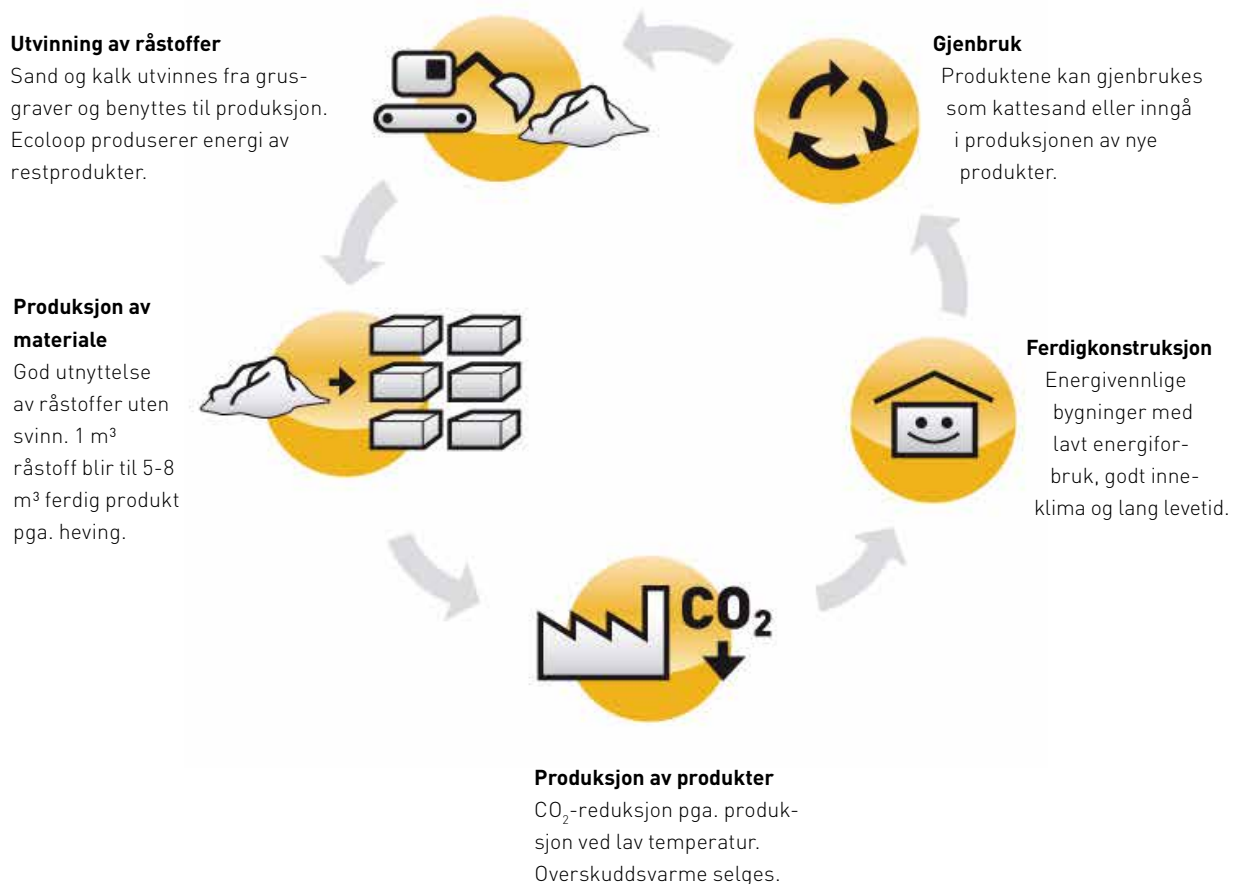 Utvinning av råstoffer
Sand og kalk utvinnes fra grus-
graver og benyttes til produksjon.
Ecoloop produserer energi av
restprodukter.
Produksjon av
materiale
God utnyttelse
av råstoffer uten
svinn. 1 m³
råstoff blir til 5-8
m³ ferdig produkt
pga. heving.
CO₂
Produksjon av produkter
CO₂-reduksjon pga. produk-
sjon ved lav temperatur.
Overskuddsvarme selges.
Ferdigkonstruksjon
Energivennlige
bygninger med
lavt energifor-
bruk, godt inne-
klima og lang levetid.
Gjenbruk
Produktene kan gjenbrukes
som kattesand eller inngå
i produksjonen av nye
produkter.